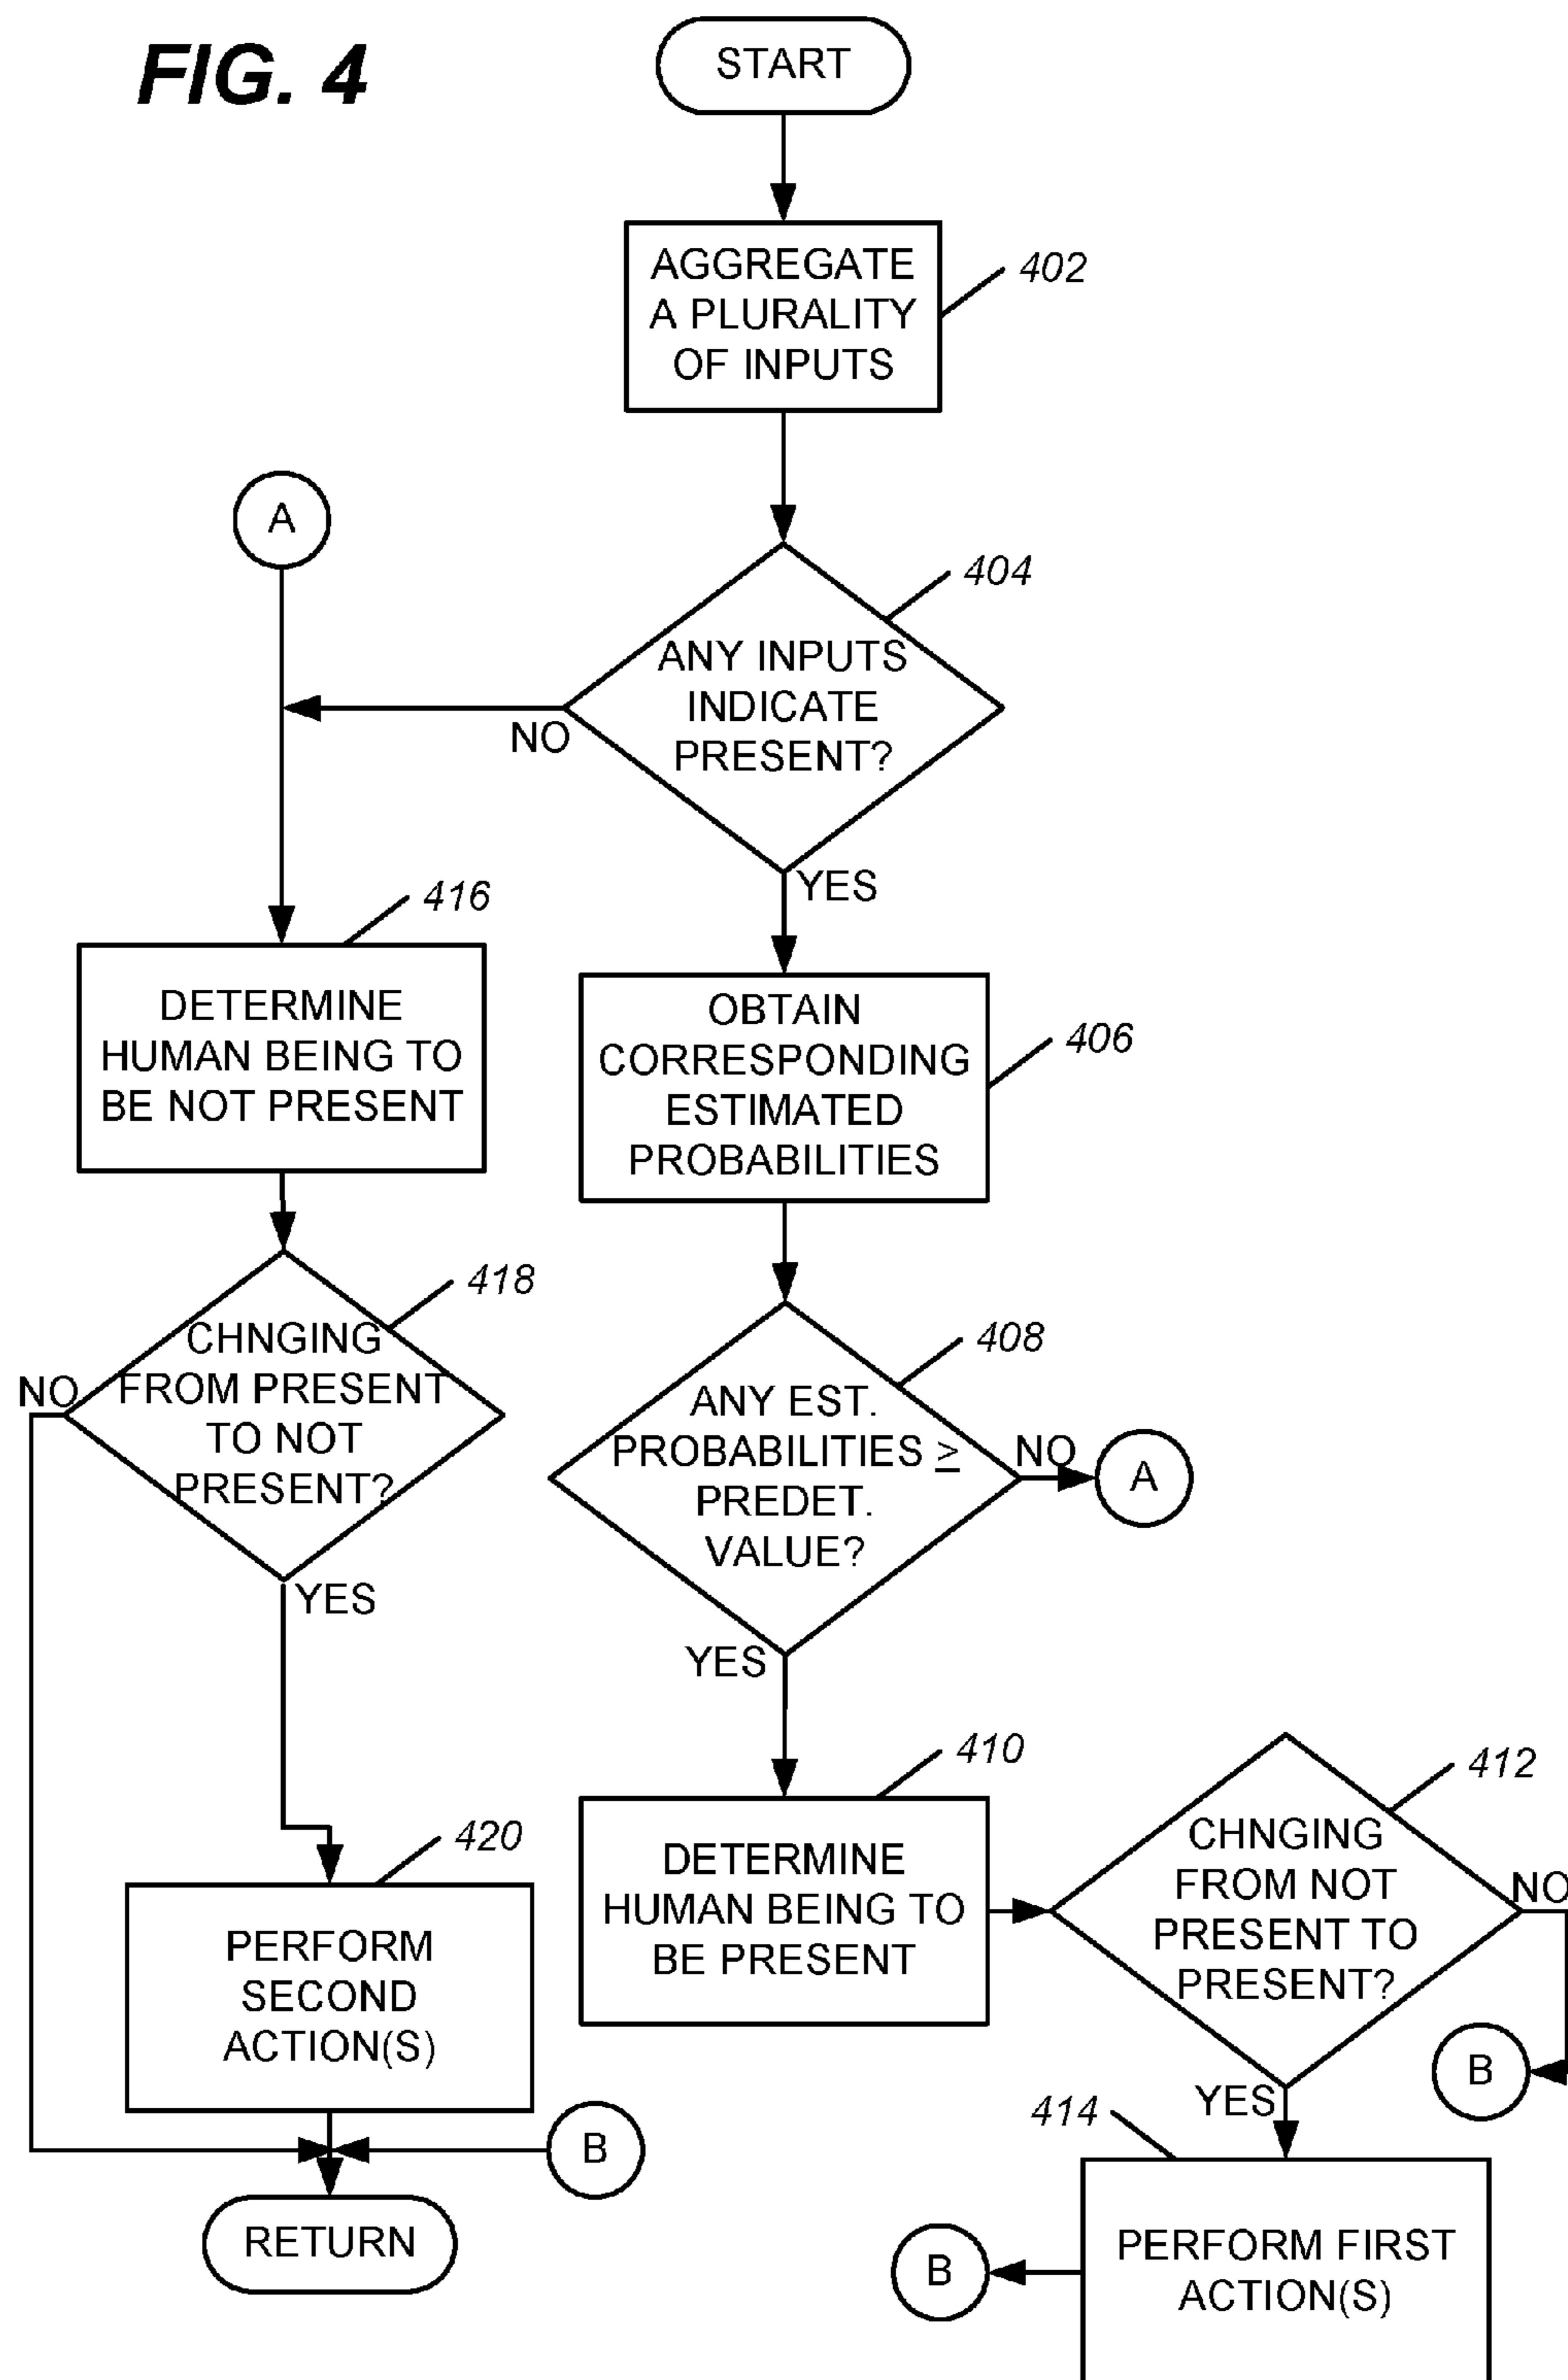 FIG. 4
START
AGGREGATE
A PLURALITY
OF INPUTS
402
A
404
ANY INPUTS
INDICATE
PRESENT?
NO
YES
416
DETERMINE
HUMAN BEING TO
BE NOT PRESENT
OBTAIN
CORRESPONDING
ESTIMATED
PROBABILITIES
406
418
CHNGING
FROM PRESENT
TO NOT
PRESENT?
NO
YES
408
ANY EST.
PROBABILITIES ≥
PREDET.
VALUE?
NO
A
YES
410
DETERMINE
HUMAN BEING TO
BE PRESENT
412
CHNGING
FROM NOT
PRESENT TO
PRESENT?
NO
B
YES
420
PERFORM
SECOND
ACTION(S)
B
RETURN
414
PERFORM FIRST
ACTION(S)
B